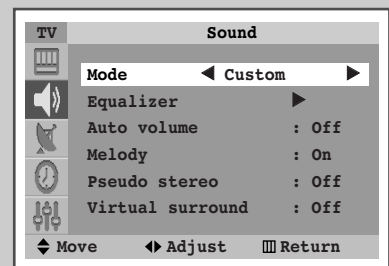 TV Sound
Mode ◀ Custom ▶
Equalizer ▶
Auto volume : Off
Melody : On
Pseudo stereo : Off
Virtual surround : Off
Move Adjust Return